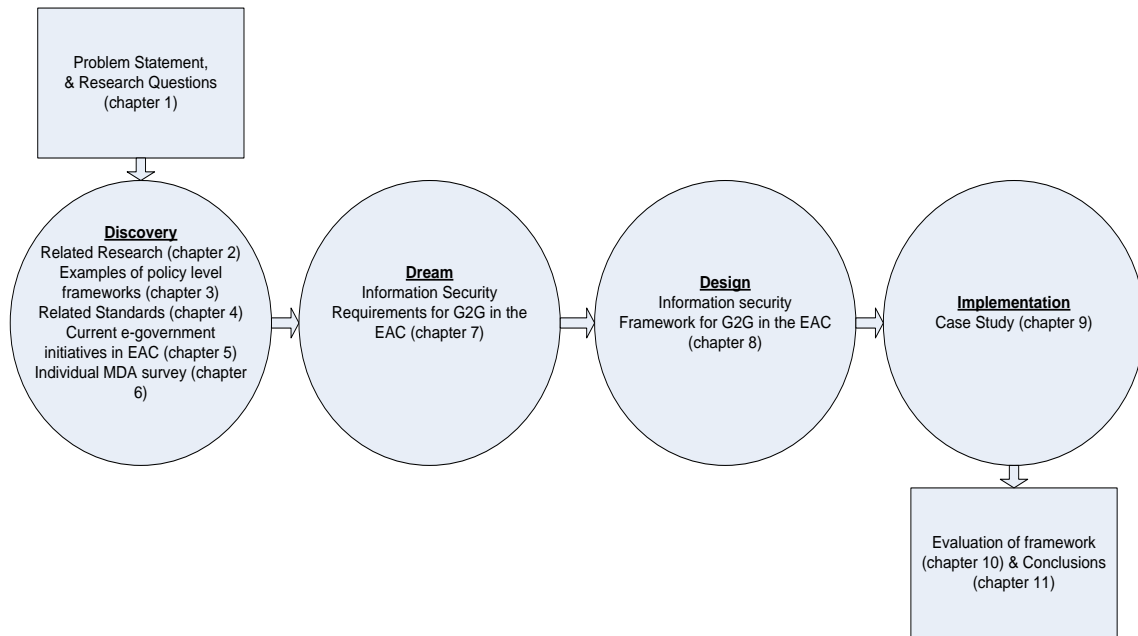 Problem Statement,
& Research Questions
(chapter 1)
Discovery
Related Research (chapter 2)
Examples of policy level
frameworks (chapter 3)
Related Standards (chapter 4)
Current e-government
initiatives in EAC (chapter 5)
Individual MDA survey (chapter
6)
Dream
Information Security
Requirements for G2G in the
EAC (chapter 7)
Design
Information security
Framework for G2G in the EAC
(chapter 8)
Implementation
Case Study (chapter 9)
Evaluation of framework
(chapter 10) & Conclusions
(chapter 11)